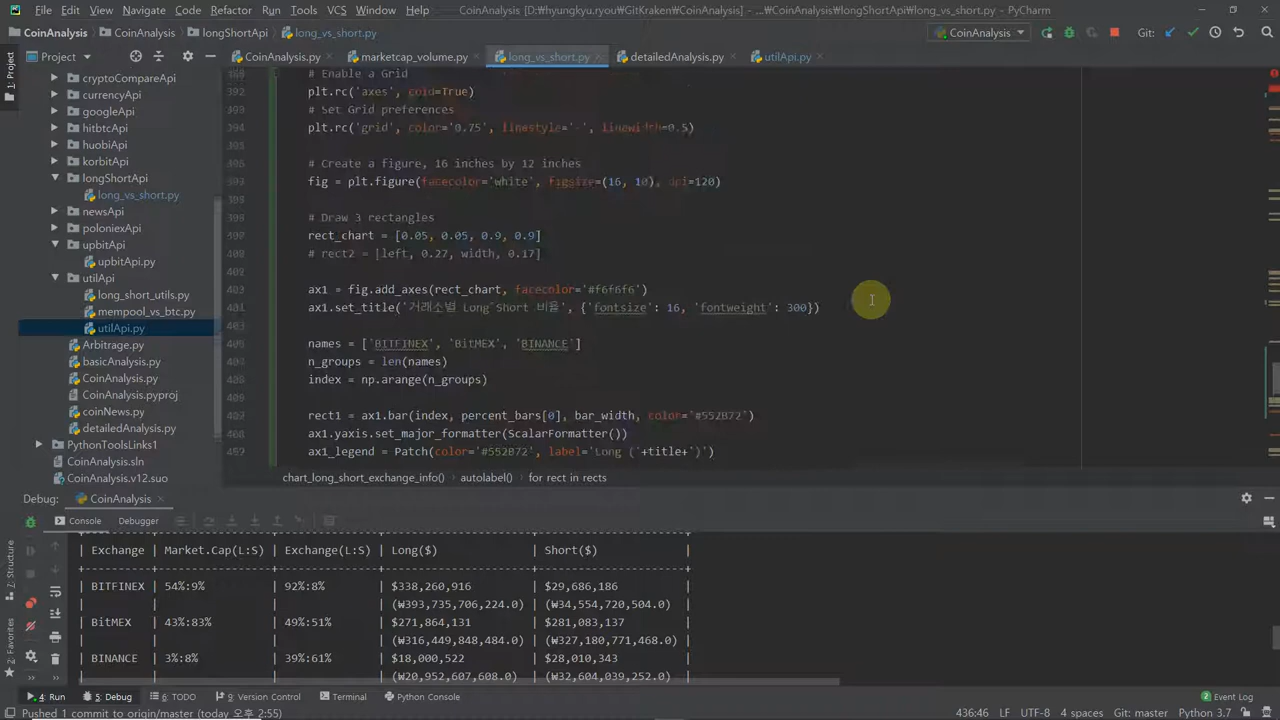 File Edit View Navigate Code Refactor Run Tools VCS Window Help CoinAnalysis [D:₩hyungkyu.ryou₩GitKraken₩CoinAnalysis] - ...₩CoinAnalysis₩longShortApi₩long_vs_short.py - PyCharm
CoinAnalysis CoinAnalysis longShortApi long_vs_short.py CoinAnalysis Git:
Project CoinAnalysis.py marketcap_volume.py long_vs_short.py detailedAnalysis.py utilApi.py
1: Project
cryptoCompareApi
currencyApi
googleApi
hitbtcApi
huobiApi
korbitApi
longShortApi
long_vs_short.py
newsApi
poloniexApi
upbitApi
upbitApi.py
utilApi
long_short_utils.py
mempool_vs_btc.py
utilApi.py
Arbitrage.py
basicAnalysis.py
CoinAnalysis.py
CoinAnalysis.pyproj
coinNews.py
detailedAnalysis.py
PythonToolsLinks1
CoinAnalysis.sln
CoinAnalysis.v12.suo
# Enable a Grid
392 plt.rc('axes', =True)
# Set Grid preferences
394 plt.rc('grid', color='0.75', linestyle='-', linewidth=0.5)
# Create a figure, 16 inches by 12 inches
fig = plt.figure(facecolor='white', figsize=(16, 10), dpi=120)
# Draw 3 rectangles
rect_chart = [0.05, 0.05, 0.9, 0.9]
# rect2 = [left, 0.27, width, 0.17]
ax1 = fig.add_axes(rect_chart, facecolor='#f6f6f6')
ax1.set_title('거래소별 Long Short 비율', {'fontsize': 16, 'fontweight': 300})
names = ['BITFINEX', 'BitMEX', 'BINANCE']
n_groups = len(names)
index = np.arange(n_groups)
rect1 = ax1.bar(index, percent_bars[0], bar_width, color='#552B72')
ax1.yaxis.set_major_formatter(ScalarFormatter())
ax1_legend = Patch(color='#552B72', label='Long ('+title+')')
chart_long_short_exchange_info() autolabel() for rect in rects
Debug: CoinAnalysis
Console Debugger
7: Structure
2: Favorites
| Exchange | Market.Cap(L:S) | Exchange(L:S) | Long($) | Short($) |
| BITFINEX | 54%:9% | 92%:8% | $338,260,916 | $29,686,186 |
| | | | (₩393,735,706,224.0) | (₩34,554,720,504.0) |
| BitMEX | 43%:83% | 49%:51% | $271,864,131 | $281,083,137 |
| | | | (₩316,449,848,484.0) | (₩327,180,771,468.0) |
| BINANCE | 3%:8% | 39%:61% | $18,000,522 | $28,010,343 |
| | | | (₩20,952,607,608.0) | (₩32,604,039,252.0) |
4: Run 5: Debug 6: TODO 9: Version Control Terminal Python Console Event Log
Pushed 1 commit to origin/master (today 오후 2:55) 436:46 LF UTF-8 4 spaces Git: master Python 3.7